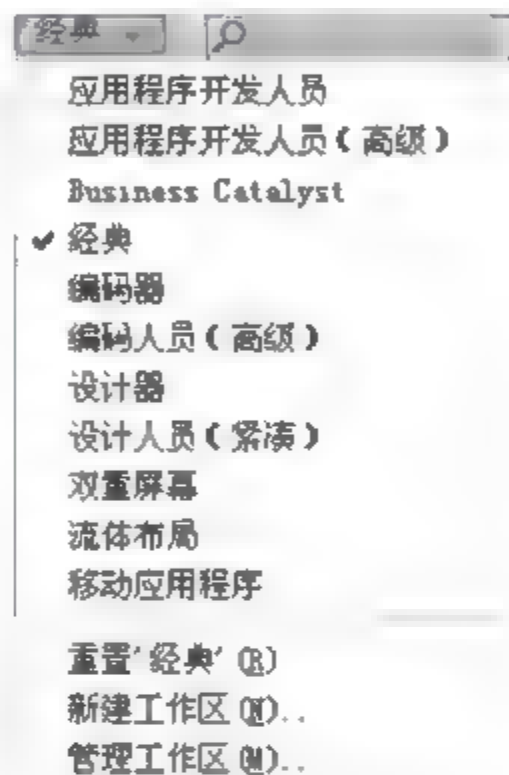 经典
应用程序开发人员
应用程序开发人员(高级)
Business Catalyst
经典
编码器
编码人员(高级)
设计器
设计人员(紧凑)
双重屏幕
流体布局
移动应用程序
重置'经典'(R)
新建工作区(N)..
管理工作区(M)..